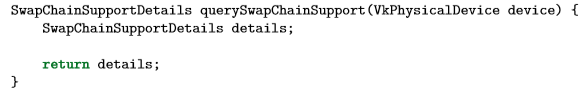 SwapChainSupportDetails querySwapChainSupport(VkPhysicalDevice device) {
    SwapChainSupportDetails details;

    return details;
}